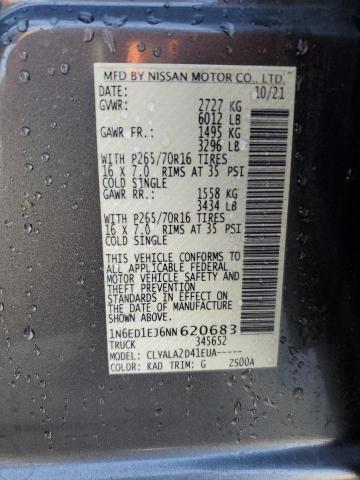 MFD BY NISSAN MOTOR CO., LTD.
DATE: 10/21
GVWR: 2727 KG
6012 LB
GAWR FR.: 1495 KG
3296 LB
WITH P265/70R16 TIRES
16 X 7.0 RIMS AT 35 PSI
COLD SINGLE
GAWR RR.: 1558 KG
3434 LB
WITH P265/70R16 TIRES
16 X 7.0 RIMS AT 35 PSI
COLD SINGLE
THIS VEHICLE CONFORMS TO
ALL APPLICABLE FEDERAL
MOTOR VEHICLE SAFETY AND
THEFT PREVENTION
STANDARDS IN EFFECT ON
THE DATE OF MANUFACTURE
SHOWN ABOVE.
1N6ED1EJ6NN620683
TRUCK 345652
MODEL: CLYALA2D41EUA-----
COLOR: KAD TRIM: G ZS00A